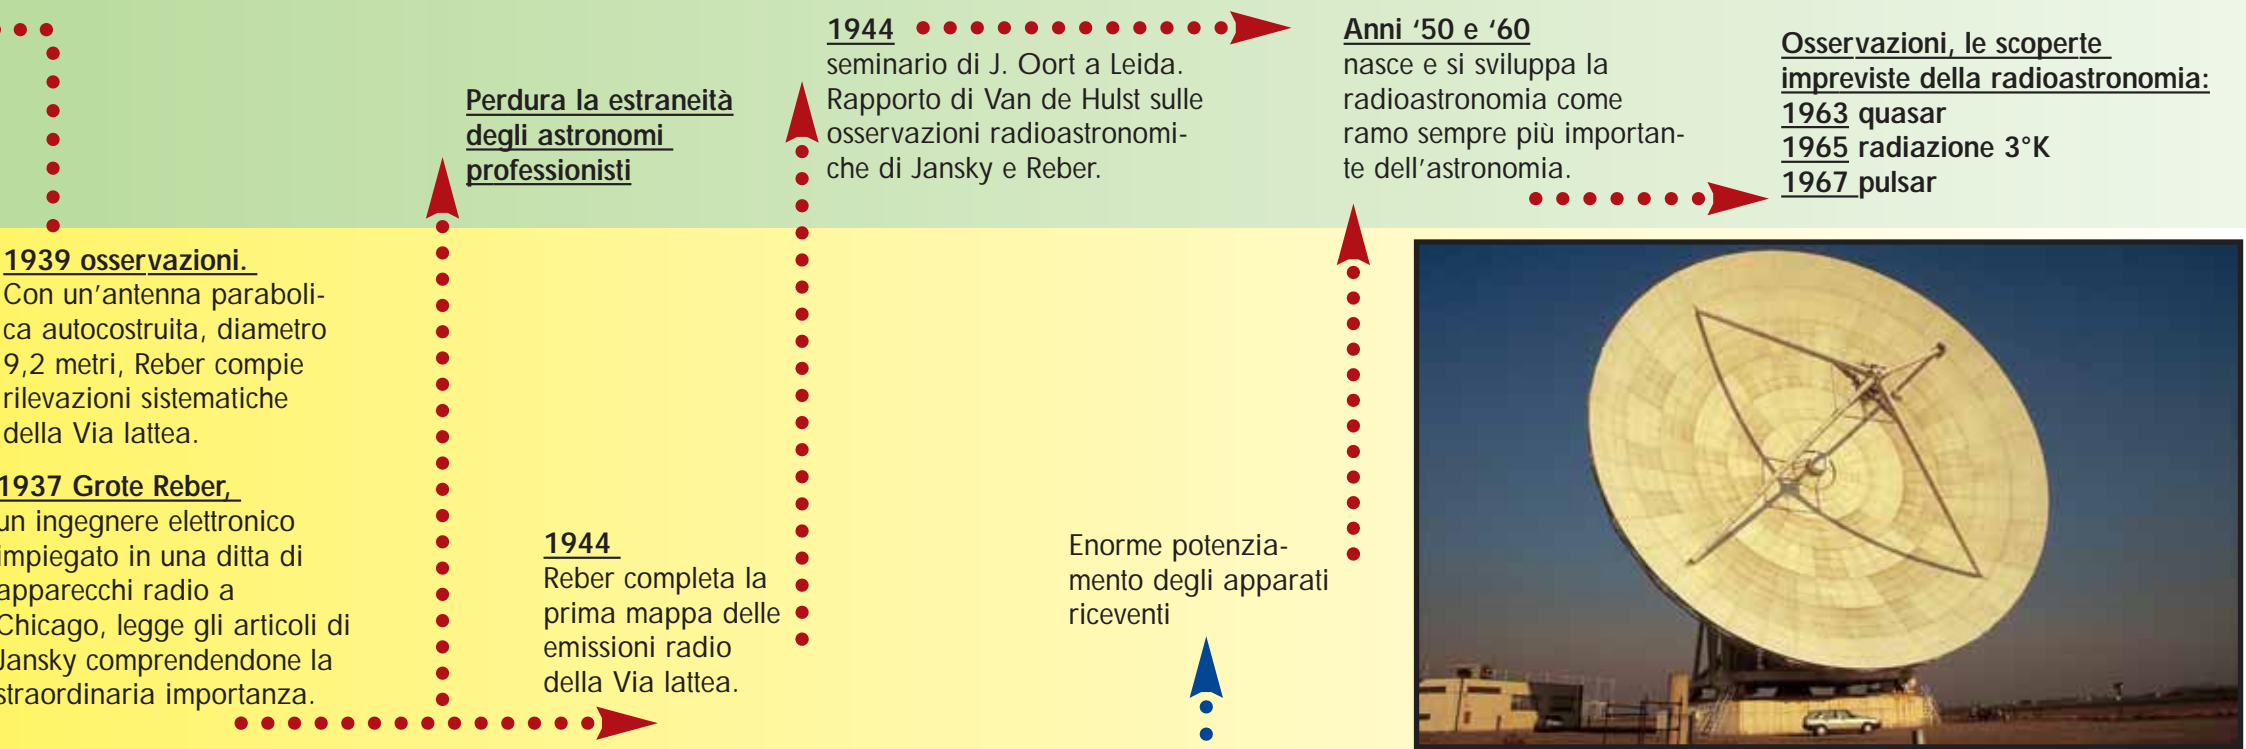 1939 osservazioni.
Con un'antenna paraboli-
ca autocostruita, diametro
9,2 metri, Reber compie
rilevazioni sistematiche
della Via lattea.
1937 Grote Reber,
un ingegnere elettronico
impiegato in una ditta di
apparecchi radio a
Chicago, legge gli articoli di
Jansky comprendendone la
straordinaria importanza.
Perdura la estraneità
degli astronomi
professionisti
1944
Reber completa la
prima mappa delle
emissioni radio
della Via lattea.
1944
seminario di J. Oort a Leida.
Rapporto di Van de Hulst sulle
osservazioni radioastronomi-
che di Jansky e Reber.
Enorme potenzia-
mento degli apparati
riceventi
Anni ‘50 e ‘60
nasce e si sviluppa la
radioastronomia come
ramo sempre più importan-
te dell'astronomia.
Osservazioni, le scoperte
impreviste della radioastronomia:
1963 quasar
1965 radiazione 3°K
1967 pulsar